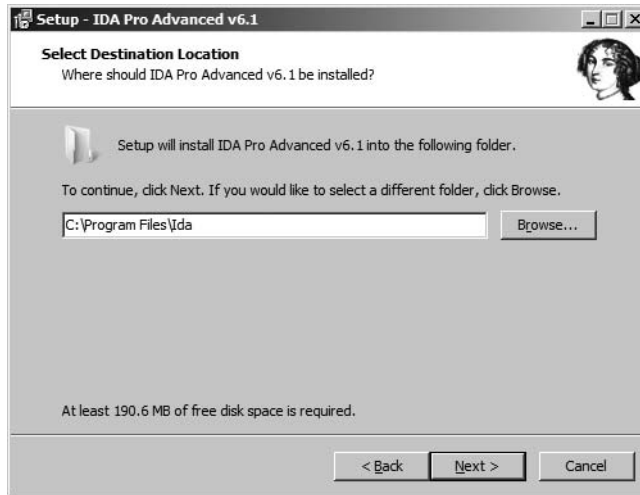 Setup - IDA Pro Advanced v6.1
Select Destination Location
Where should IDA Pro Advanced v6.1 be installed?
Setup will install IDA Pro Advanced v6.1 into the following folder.
To continue, click Next. If you would like to select a different folder, click Browse.
C:\Program Files\Ida
Browse...
At least 190.6 MB of free disk space is required.
< Back
Next >
Cancel